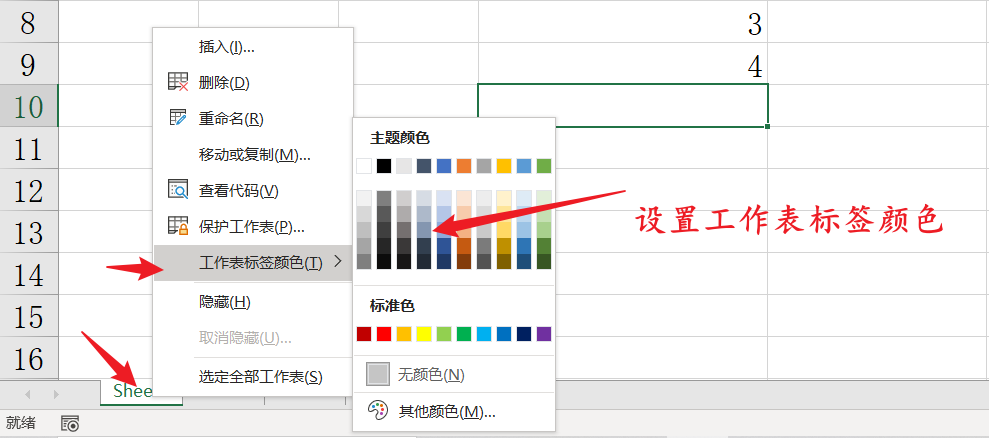 8
3
9
4
10
11
12
13
14
15
16
插入(I)...
删除(D)
重命名(R)
移动或复制(M)...
查看代码(V)
保护工作表(P)...
工作表标签颜色(T)
隐藏(H)
取消隐藏(U)...
选定全部工作表(S)
主题颜色
标准色
无颜色(N)
其他颜色(M)...
设置工作表标签颜色
Shee
就绪